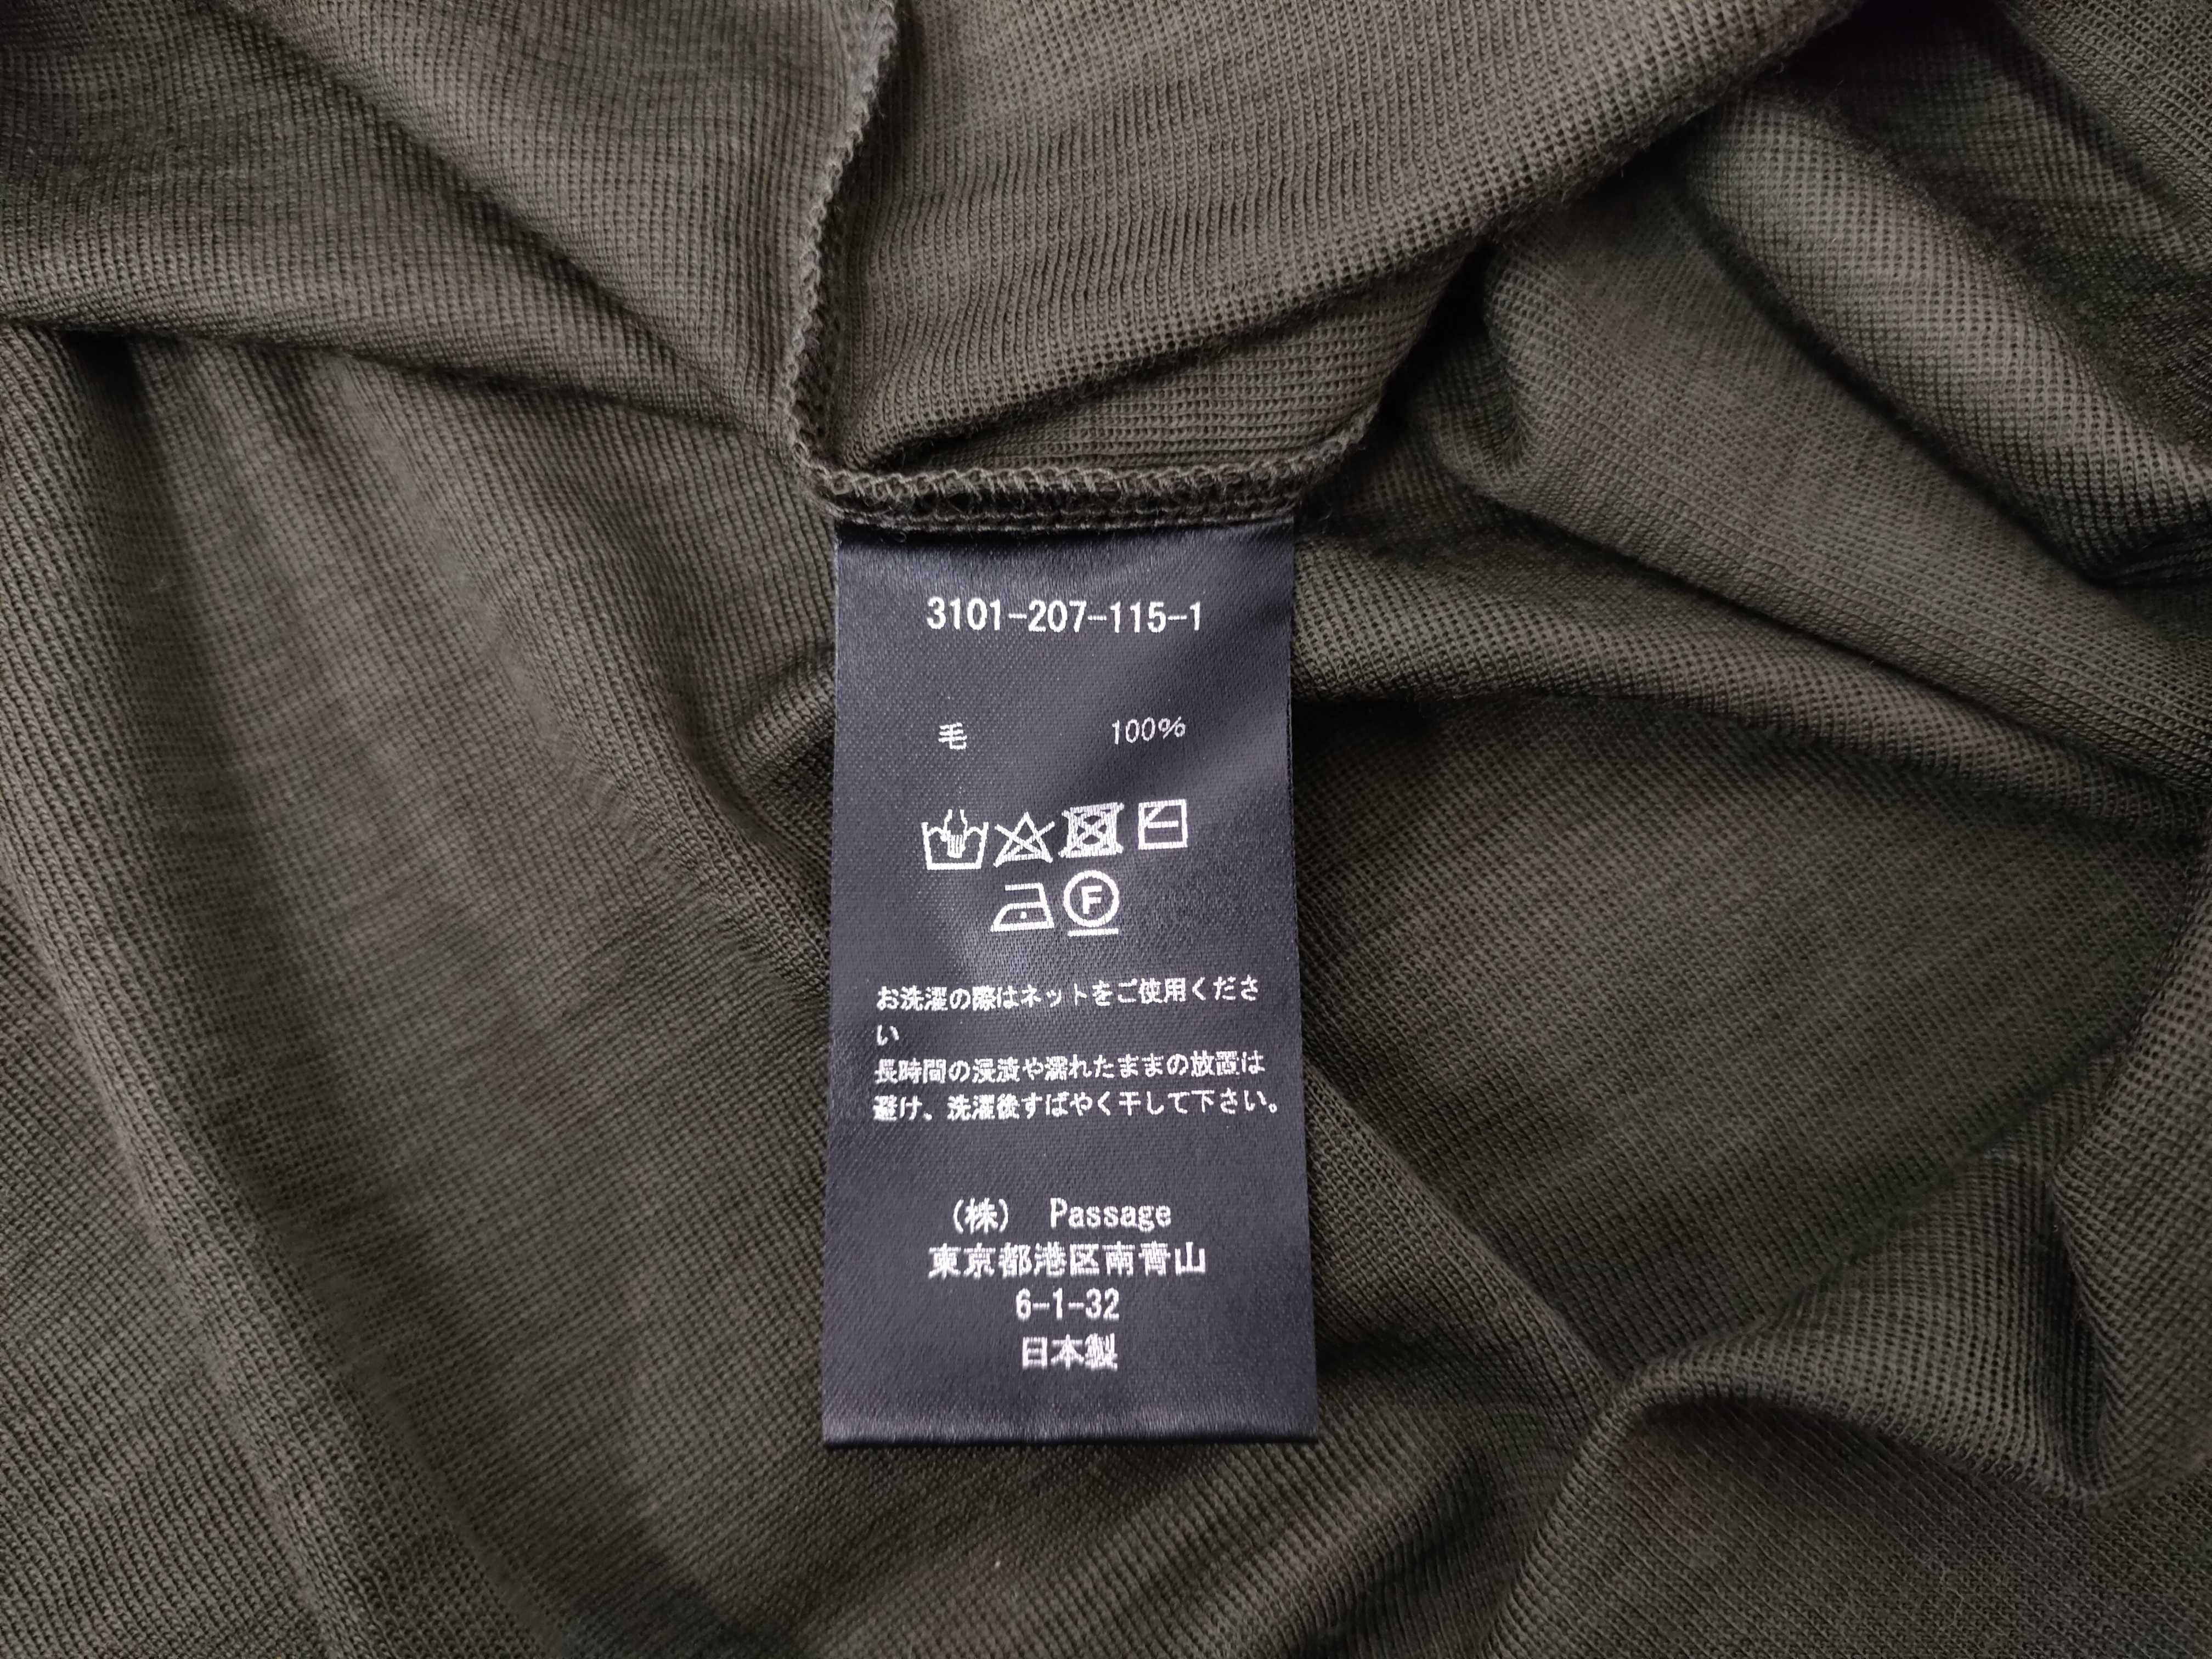 3101-207-115-1
毛 100%
F
お洗濯の際はネットをご使用くださ
い
長時間の浸漬や濡れたままの放置は
避け、洗濯後すばやく干して下さい。
(株) Passage
東京都港区南青山
6-1-32
日本製